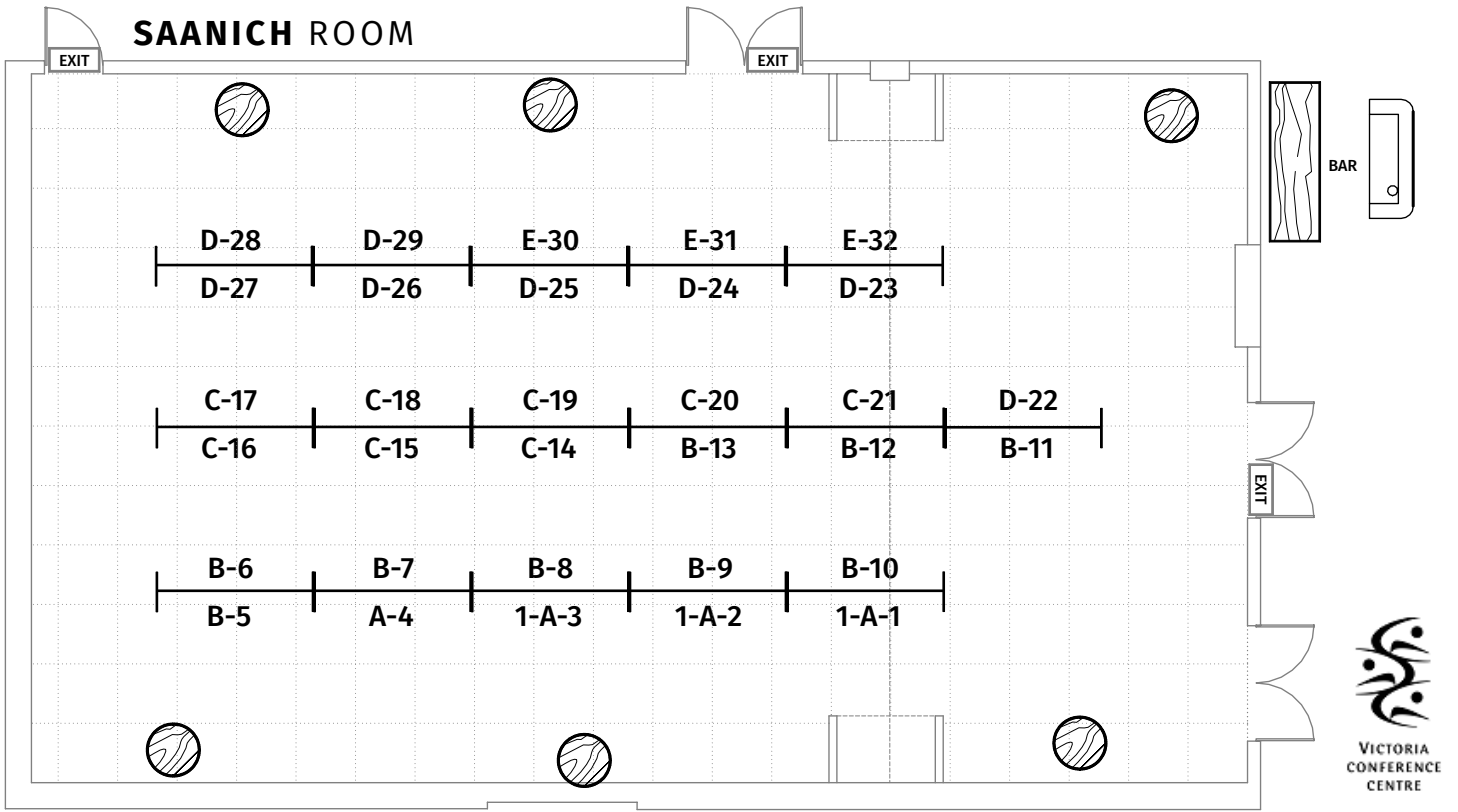 SAANICH ROOM
EXIT
EXIT
BAR
D-28 D-29 E-30 E-31 E-32
D-27 D-26 D-25 D-24 D-23
C-17 C-18 C-19 C-20 C-21 D-22
C-16 C-15 C-14 B-13 B-12 B-11
EXIT
B-6 B-7 B-8 B-9 B-10
B-5 A-4 1-A-3 1-A-2 1-A-1
VICTORIA
CONFERENCE
CENTRE